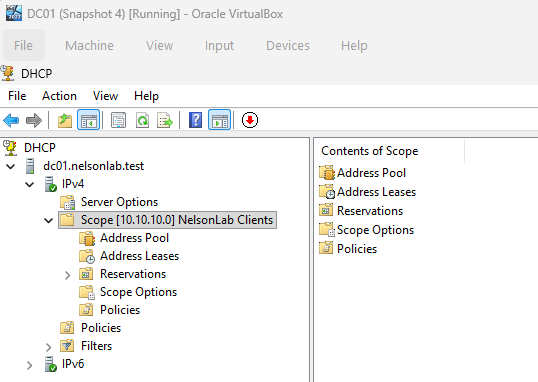 DC01 (Snapshot 4) [Running] - Oracle VirtualBox
File Machine View Input Devices Help
DHCP
File Action View Help
DHCP
dc01.nelsonlab.test
IPv4
Server Options
Scope [10.10.10.0] NelsonLab Clients
Address Pool
Address Leases
Reservations
Scope Options
Policies
Policies
Filters
IPv6
Contents of Scope
Address Pool
Address Leases
Reservations
Scope Options
Policies